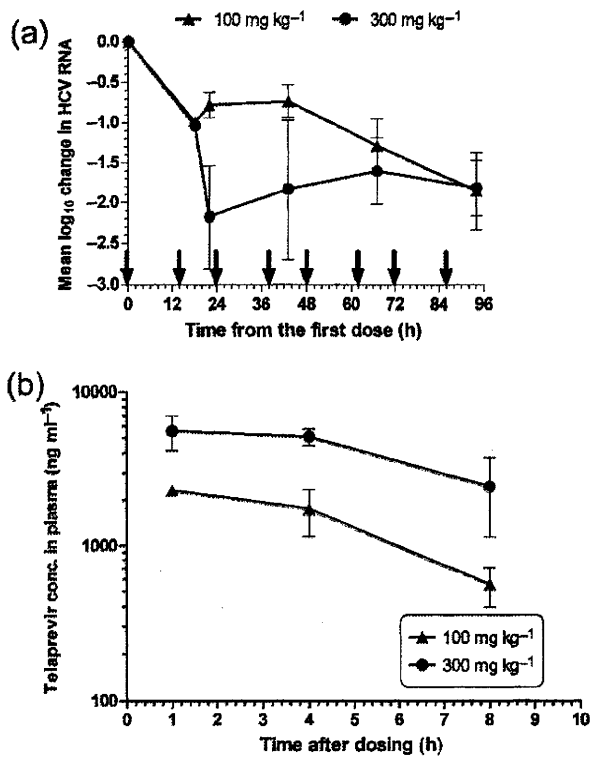 (a)
100 mg kg–1 300 mg kg–1
Mean log10 change in HCV RNA
0.0
–0.5
–1.0
–1.5
–2.0
–2.5
–3.0
0 12 24 36 48 60 72 84 96
Time from the first dose (h)
(b)
Telaprevir conc. in plasma (ng ml–1)
10000
1000
100
100 mg kg–1
300 mg kg–1
0 1 2 3 4 5 6 7 8 9 10
Time after dosing (h)